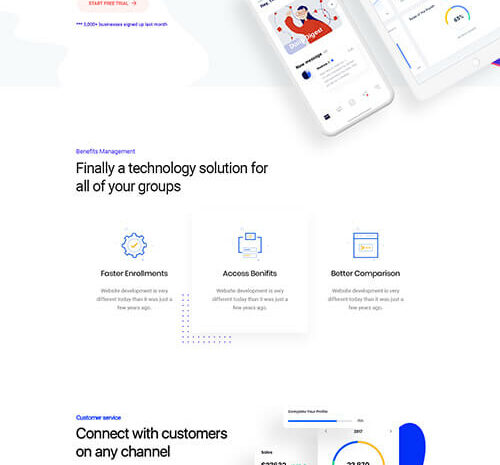 START FREE TRIAL →
*** 3,000+ businesses signed up last month
Daily Digest
New message
65%
Benefits Management
Finally a technology solution for
all of your groups
Faster Enrollments
Access Benifits
Better Comparison
Website development is very
different today than it was just a
few years ago.
Website development is very
different today than it was just a
few years ago.
Website development is very
different today than it was just a
few years ago.
Customer service
Connect with customers
on any channel
Complete Your Profile
2017
Sales